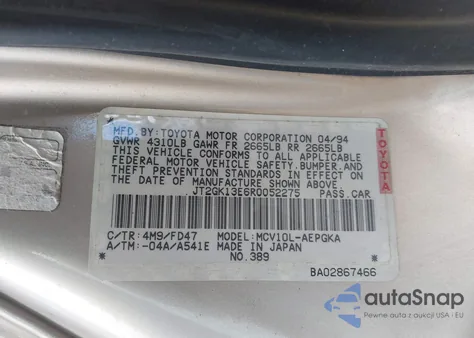 MFD. BY: TOYOTA MOTOR CORPORATION 04/94
GVWR 4310LB GAWR FR 2665LB RR 2665LB
THIS VEHICLE CONFORMS TO ALL APPLICABLE
FEDERAL MOTOR VEHICLE SAFETY, BUMPER, AND
THEFT PREVENTION STANDARDS IN EFFECT ON
THE DATE OF MANUFACTURE SHOWN ABOVE.
JT2GK13E6R0052275 PASS. CAR
TOYOTA
C/TR: 4M9/FD47 MODEL: MCV10L-AEPGKA
A/TM: -04A/A541E MADE IN JAPAN
NO.389
BA02867466
autoSnap
Pewne auto z aukcji USA i EU